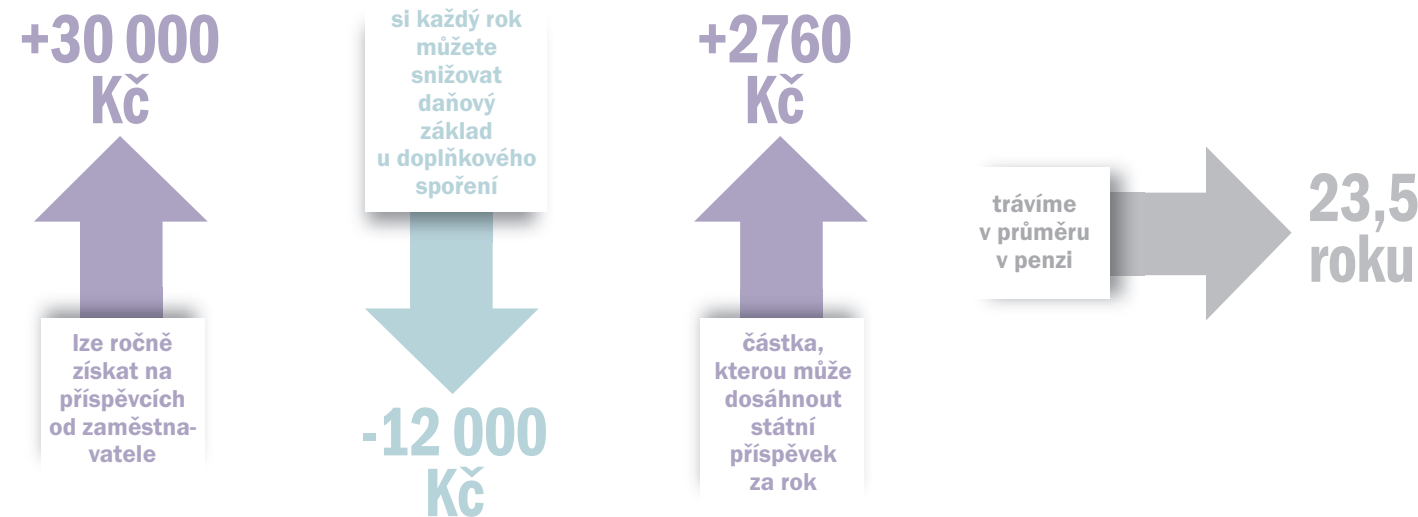 +30 000
Kč
lze ročně
získat na
příspěvcích
od zaměstna-
vatele
si každý rok
můžete
snižovat
daňový
základ
u doplňkového
spoření
-12 000
Kč
+2760
Kč
částka,
kterou může
dosáhnout
státní
příspěvek
za rok
trávíme
v průměru
v penzi
23,5
roku